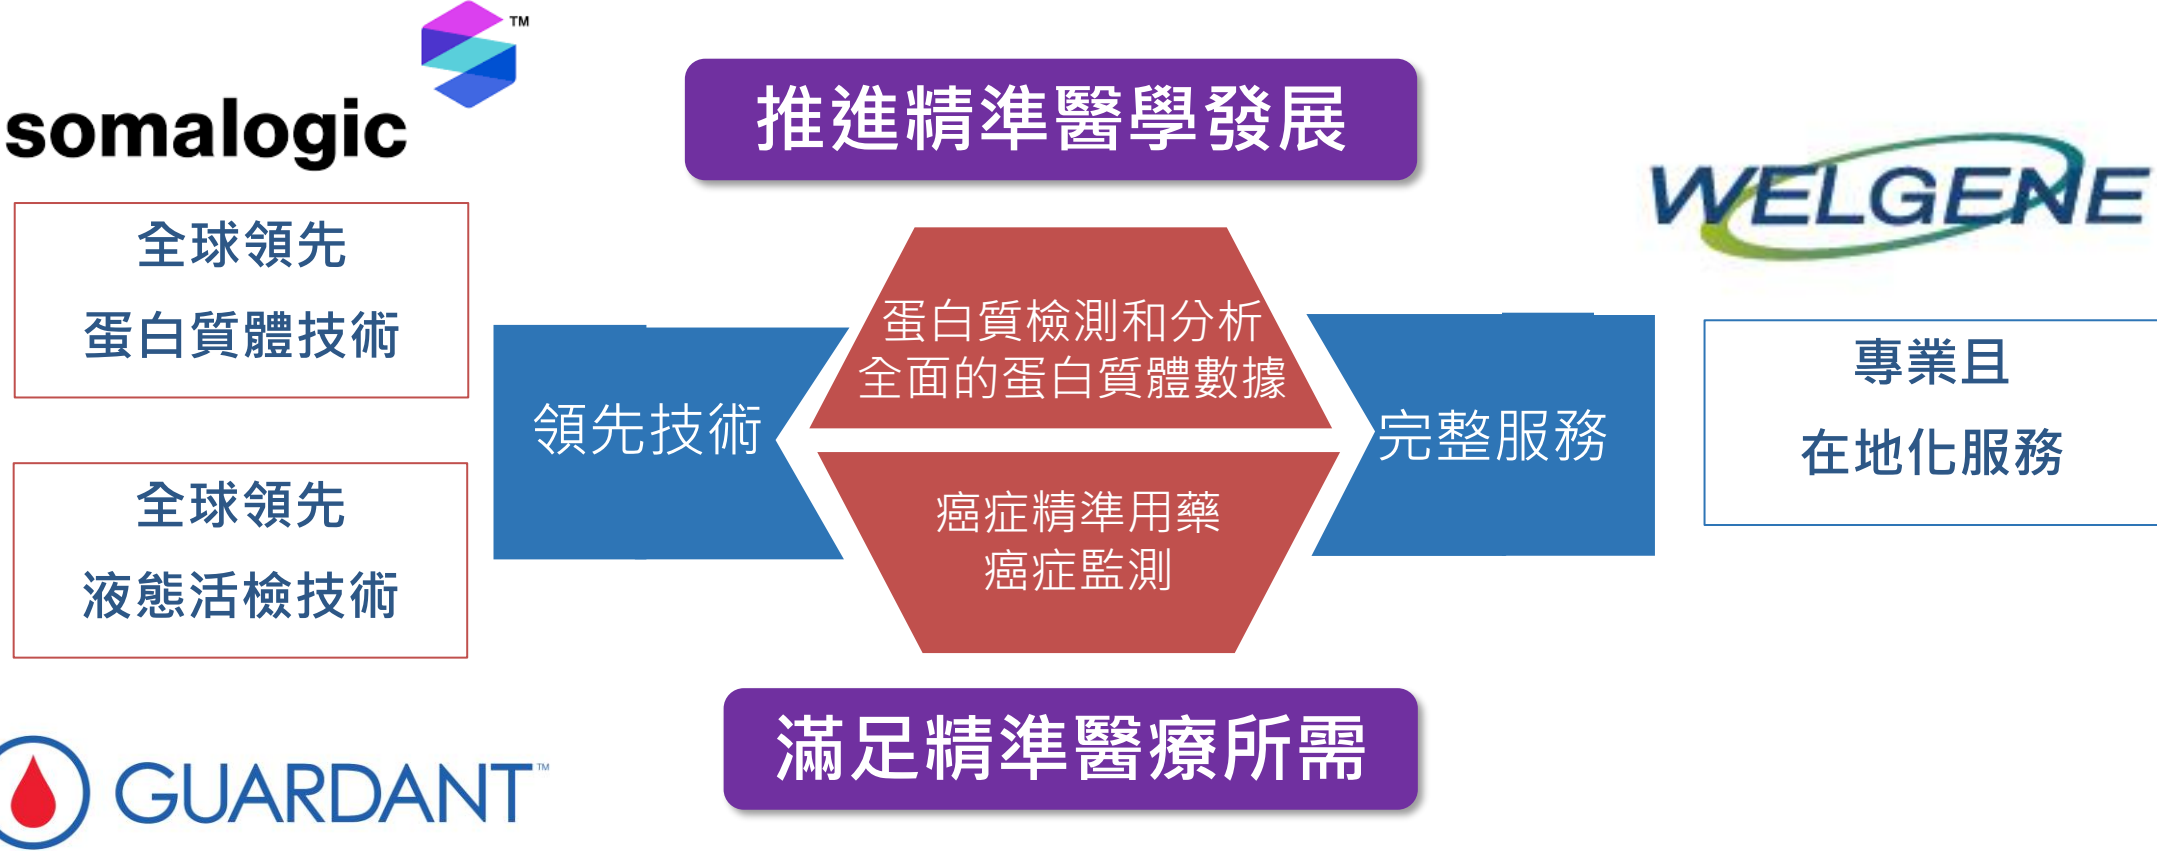 somalogic
TM
推進精準醫學發展
WELGENE
全球領先
蛋白質體技術
全球領先
液態活檢技術
領先技術
蛋白質檢測和分析
全面的蛋白質體數據
癌症精準用藥
癌症監測
完整服務
專業且
在地化服務
滿足精準醫療所需
GUARDANT
TM